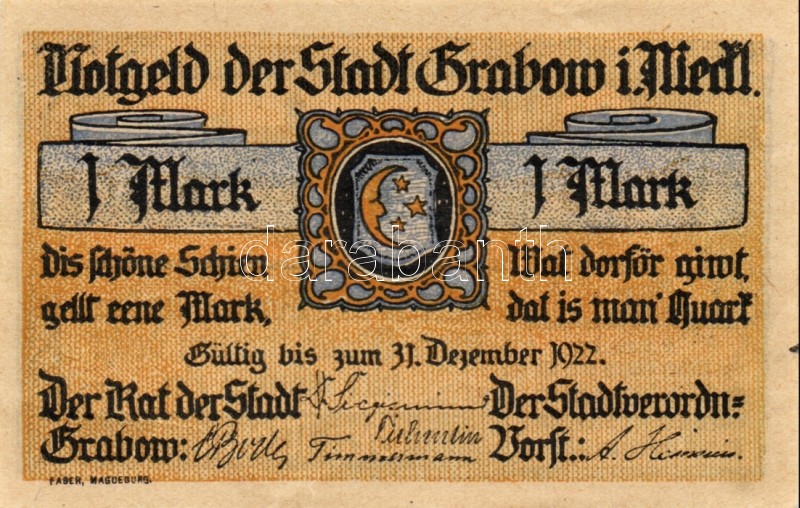 Notgeld der Stadt Grabow i. Meckl.
1 Mark
1 Mark
Dis schöne Schien
gellt eene Mark,
Wat dorför giwt,
dat is man' Quark
Gültig bis zum 31. Dezember 1922.
Der Rat der Stadt
Grabow:
Timmermann
Der Stadtverordn=
Vorst.:
FABER, MAGDEBURG.
darabanth